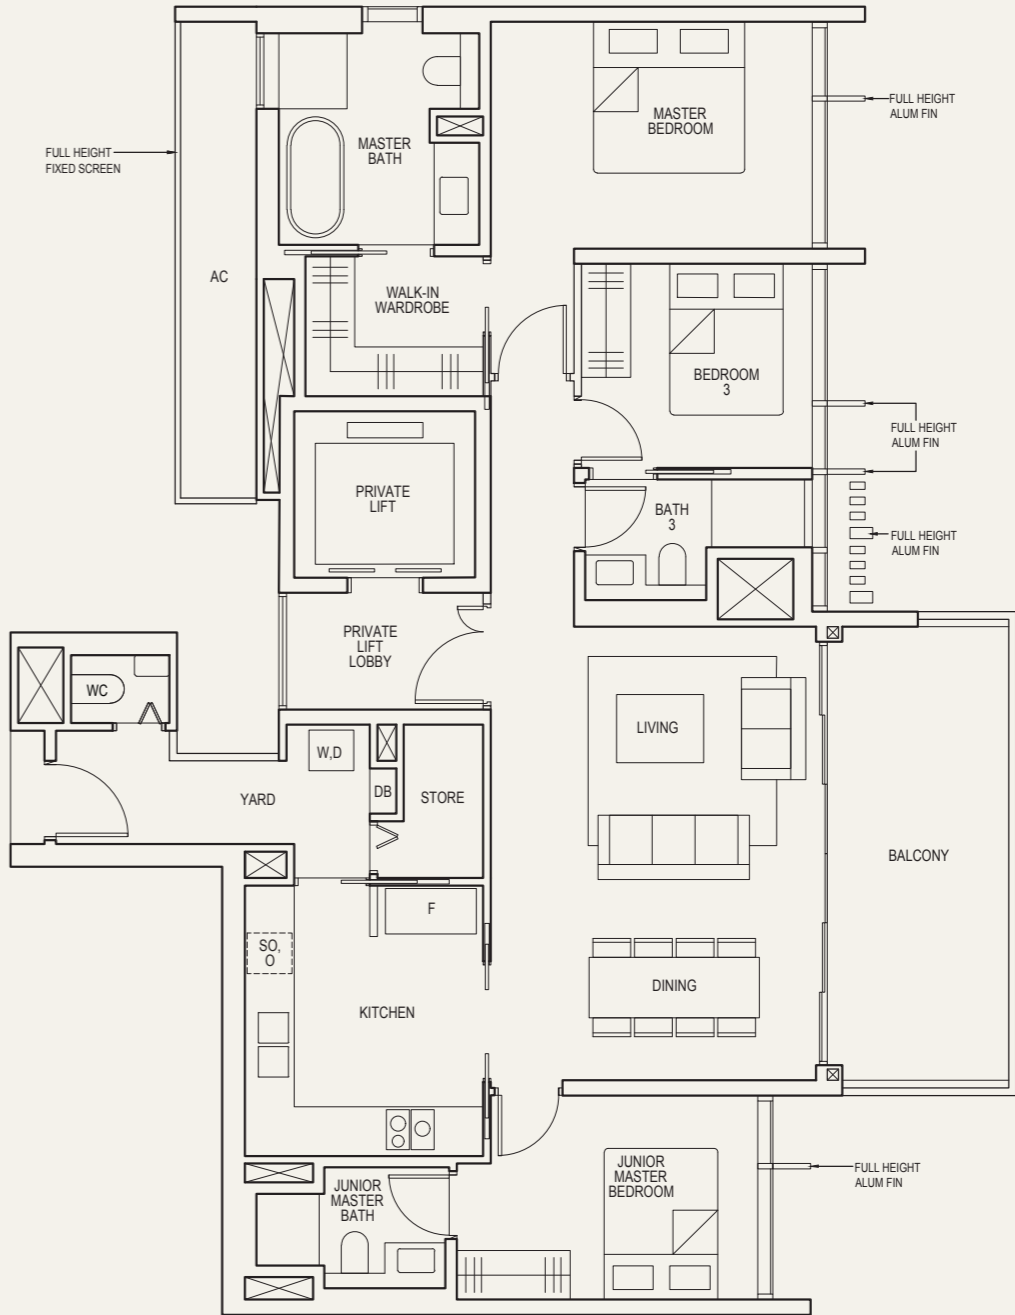 MASTER
BEDROOM
FULL HEIGHT
ALUM FIN
MASTER
BATH
FULL HEIGHT
FIXED SCREEN
AC
WALK-IN
WARDROBE
BEDROOM
3
FULL HEIGHT
ALUM FIN
PRIVATE
LIFT
BATH
3
FULL HEIGHT
ALUM FIN
PRIVATE
LIFT
LOBBY
WC
LIVING
W,D
DB
STORE
YARD
BALCONY
F
SO,
O
DINING
KITCHEN
JUNIOR
MASTER
BEDROOM
FULL HEIGHT
ALUM FIN
JUNIOR
MASTER
BATH